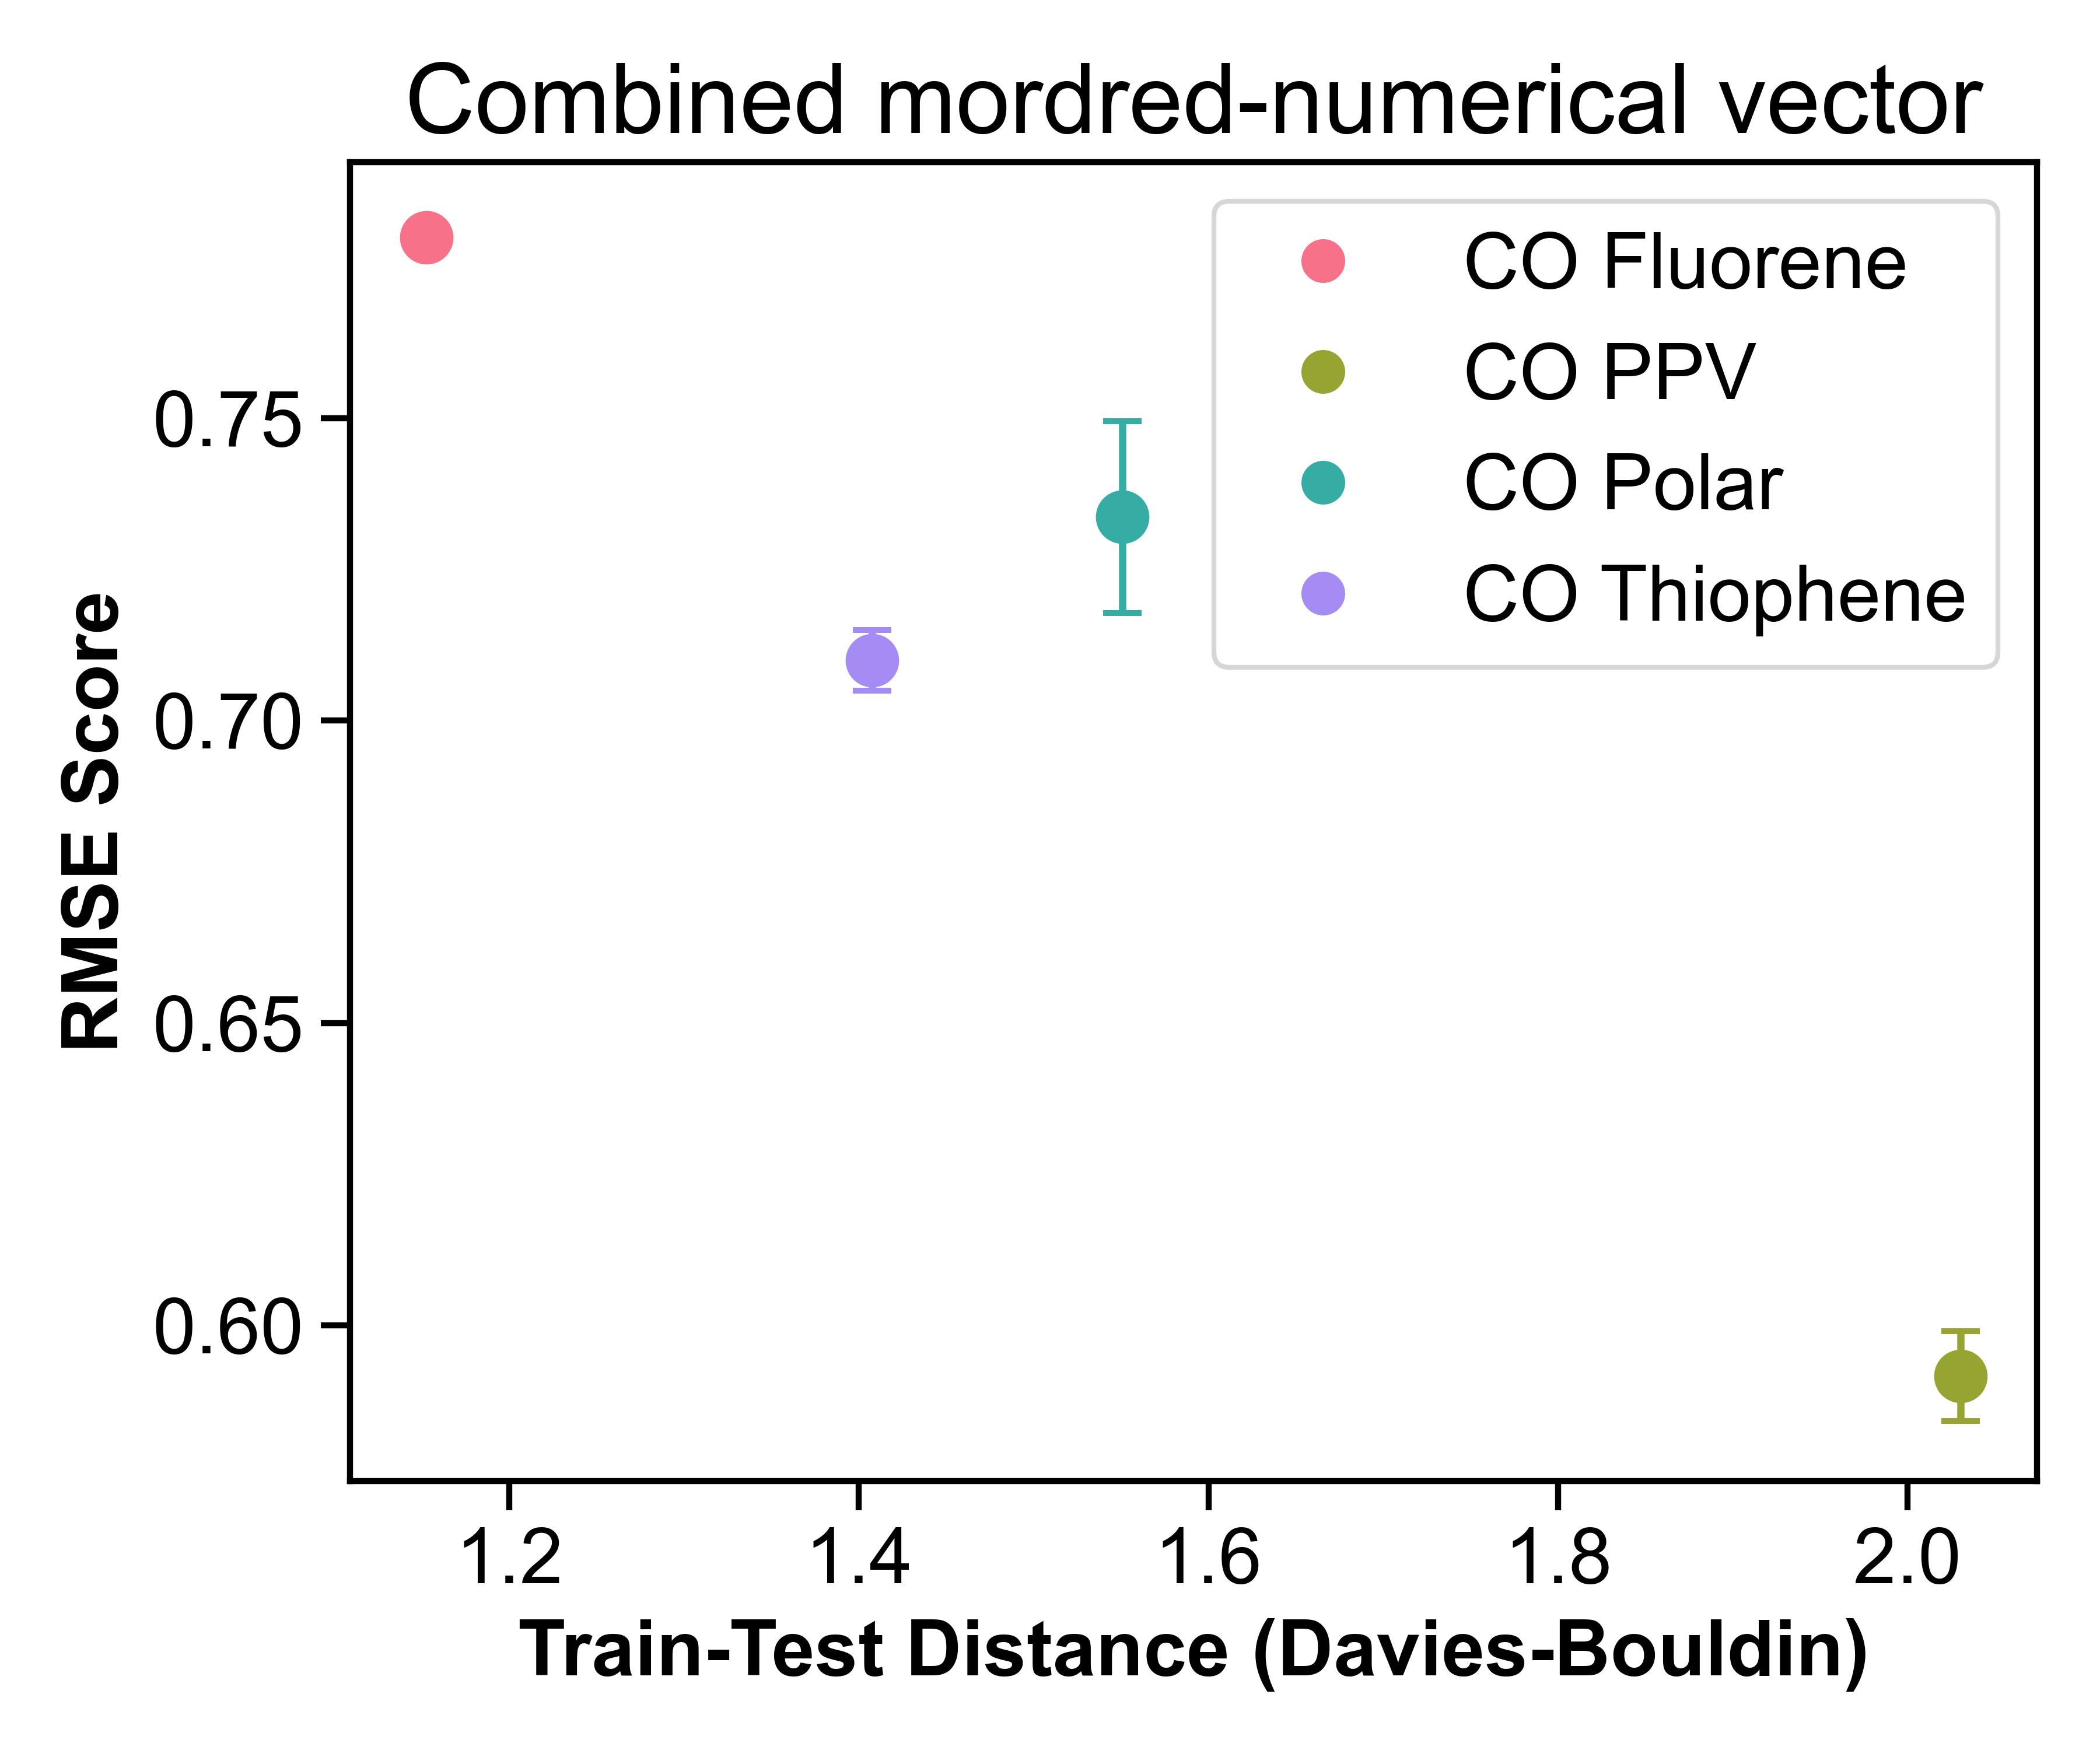 Combined mordred-numerical vector
CO Fluorene
CO PPV
CO Polar
CO Thiophene
RMSE Score
0.75
0.70
0.65
0.60
1.2
1.4
1.6
1.8
2.0
Train-Test Distance (Davies-Bouldin)